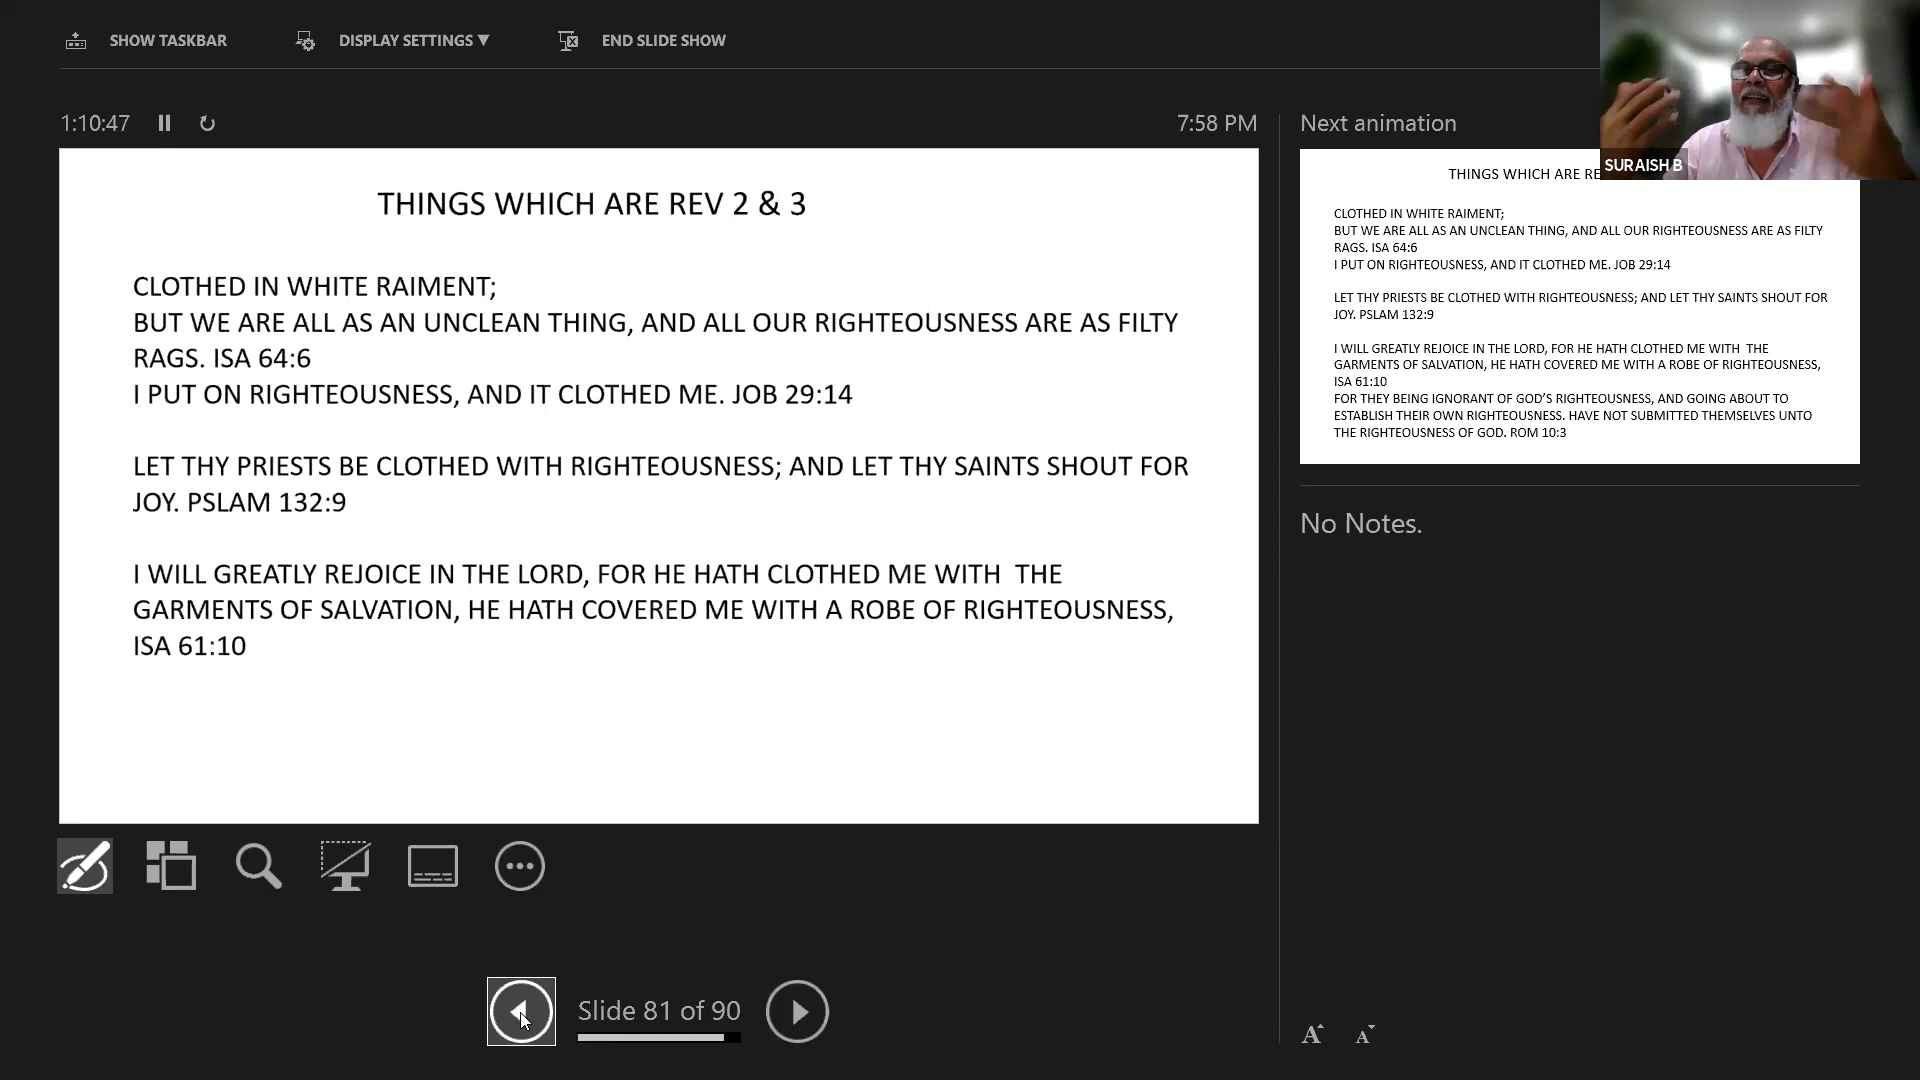 SHOW TASKBAR
DISPLAY SETTINGS ▼
END SLIDE SHOW
1:10:47
7:58 PM
THINGS WHICH ARE REV 2 & 3
CLOTHED IN WHITE RAIMENT;
BUT WE ARE ALL AS AN UNCLEAN THING, AND ALL OUR RIGHTEOUSNESS ARE AS FILTY
RAGS. ISA 64:6
I PUT ON RIGHTEOUSNESS, AND IT CLOTHED ME. JOB 29:14
LET THY PRIESTS BE CLOTHED WITH RIGHTEOUSNESS; AND LET THY SAINTS SHOUT FOR
JOY. PSLAM 132:9
I WILL GREATLY REJOICE IN THE LORD, FOR HE HATH CLOTHED ME WITH  THE
GARMENTS OF SALVATION, HE HATH COVERED ME WITH A ROBE OF RIGHTEOUSNESS,
ISA 61:10
Slide 81 of 90
Next animation
SURAISH B
THINGS WHICH ARE RE
CLOTHED IN WHITE RAIMENT;
BUT WE ARE ALL AS AN UNCLEAN THING, AND ALL OUR RIGHTEOUSNESS ARE AS FILTY
RAGS. ISA 64:6
I PUT ON RIGHTEOUSNESS, AND IT CLOTHED ME. JOB 29:14
LET THY PRIESTS BE CLOTHED WITH RIGHTEOUSNESS; AND LET THY SAINTS SHOUT FOR
JOY. PSLAM 132:9
I WILL GREATLY REJOICE IN THE LORD, FOR HE HATH CLOTHED ME WITH  THE
GARMENTS OF SALVATION, HE HATH COVERED ME WITH A ROBE OF RIGHTEOUSNESS,
ISA 61:10
FOR THEY BEING IGNORANT OF GOD’S RIGHTEOUSNESS, AND GOING ABOUT TO
ESTABLISH THEIR OWN RIGHTEOUSNESS. HAVE NOT SUBMITTED THEMSELVES UNTO
THE RIGHTEOUSNESS OF GOD. ROM 10:3
No Notes.
A A